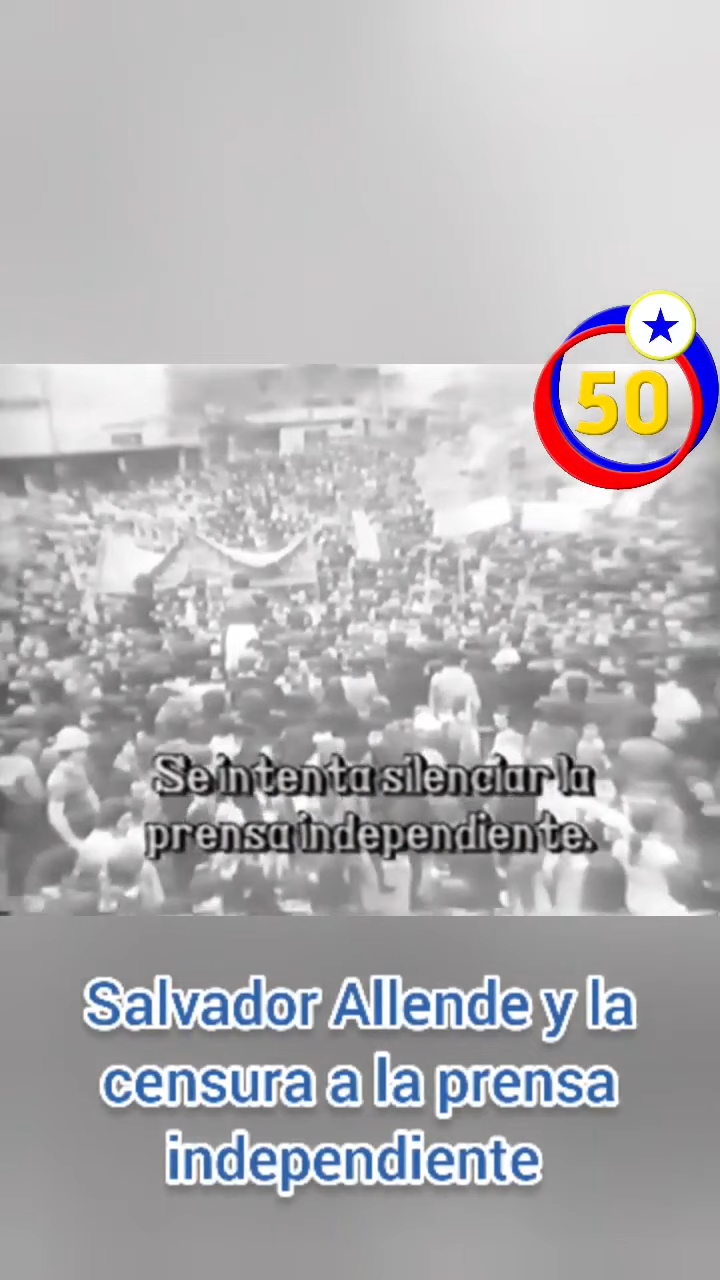 50
Se intenta silenciar la
prensa independiente.
Salvador Allende y la
censura a la prensa
independiente